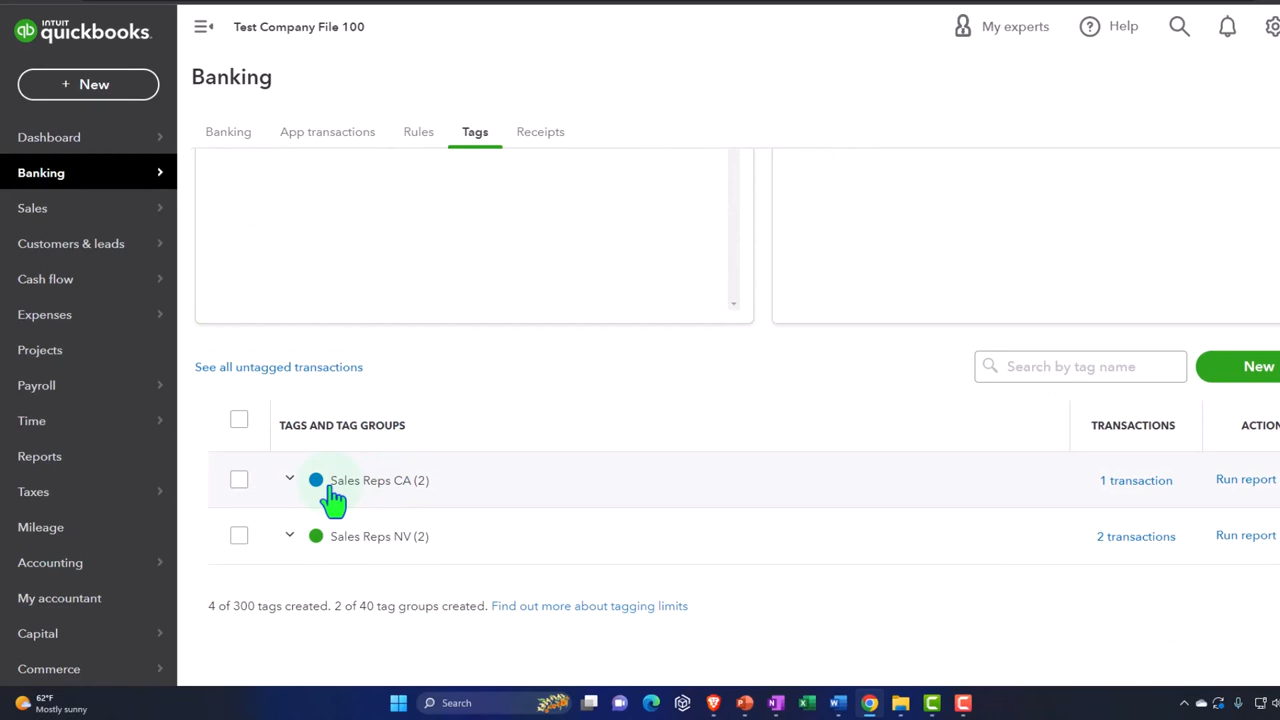 INTUIT
quickbooks.
Test Company File 100
My experts
Help
+ New
Banking
Banking
App transactions
Rules
Tags
Receipts
Dashboard
Banking
Sales
Customers & leads
Cash flow
Expenses
Projects
Payroll
Time
Reports
Taxes
Mileage
Accounting
My accountant
Capital
Commerce
See all untagged transactions
Search by tag name
New
TAGS AND TAG GROUPS
TRANSACTIONS
ACTION
Sales Reps CA (2)
1 transaction
Run report
Sales Reps NV (2)
2 transactions
Run report
4 of 300 tags created. 2 of 40 tag groups created. Find out more about tagging limits
62°F
Mostly sunny
Search